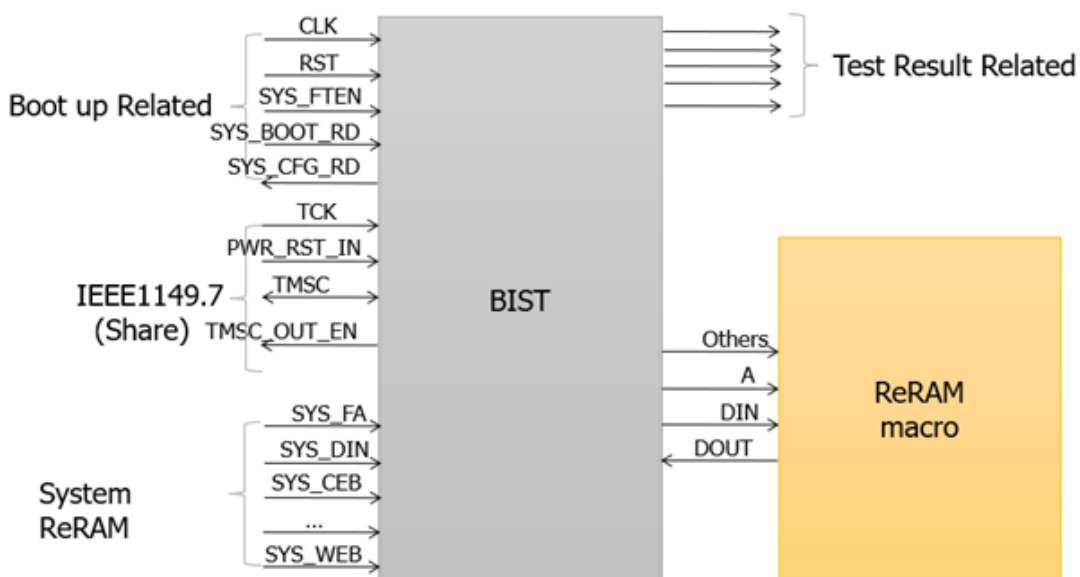 CLK
RST
SYS_FTEN
Boot up Related
SYS_BOOT_RD
SYS_CFG_RD
TCK
PWR_RST_IN
IEEE1149.7
(Share)
TMSC
TMSC_OUT_EN
SYS_FA
SYS_DIN
SYS_CEB
System
ReRAM
...
SYS_WEB
BIST
Test Result Related
Others
A
DIN
DOUT
ReRAM
macro